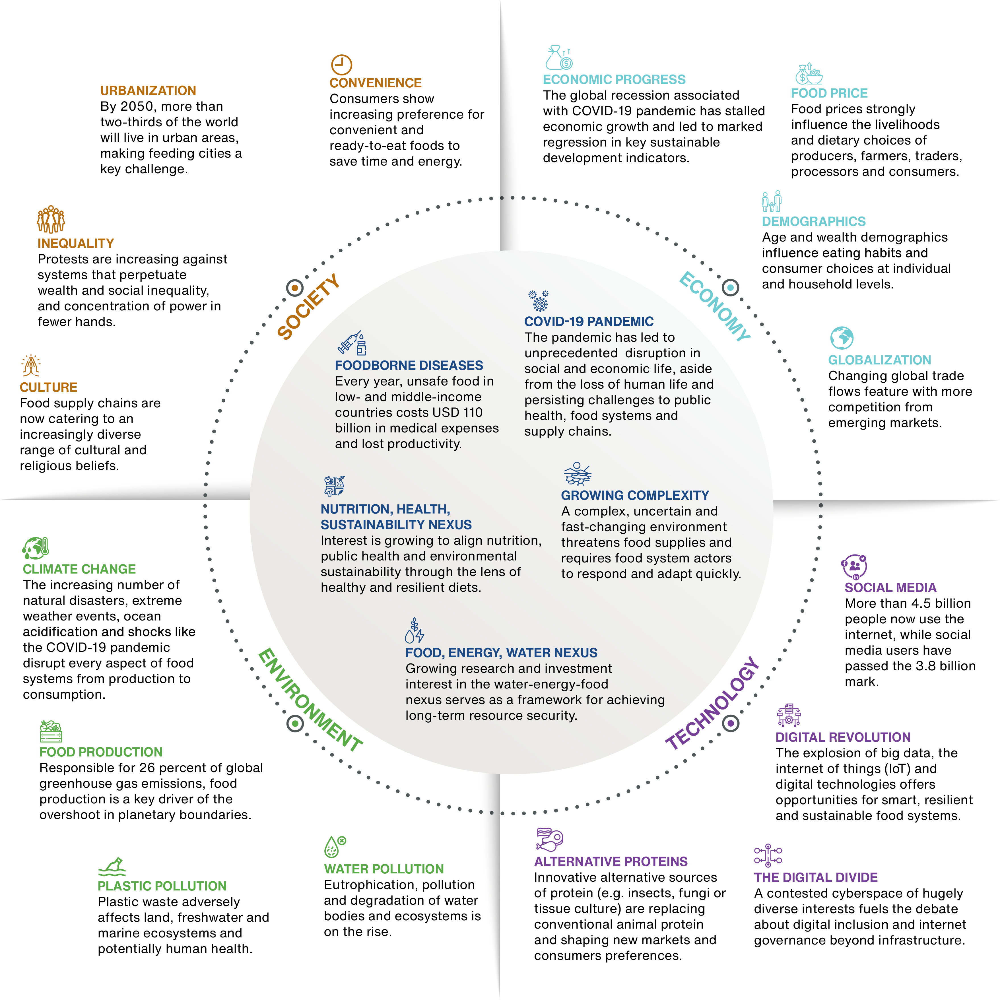 URBANIZATION
By 2050, more than
two-thirds of the world
will live in urban areas,
making feeding cities a
key challenge.
CONVENIENCE
Consumers show
increasing preference for
convenient and
ready-to-eat foods to
save time and energy.
INEQUALITY
Protests are increasing against
systems that perpetuate
wealth and social inequality,
and concentration of power in
fewer hands.
CULTURE
Food supply chains are
now catering to an
increasingly diverse
range of cultural and
religious beliefs.
SOCIETY
ECONOMIC PROGRESS
The global recession associated
with COVID-19 pandemic has stalled
economic growth and led to marked
regression in key sustainable
development indicators.
FOOD PRICE
Food prices strongly
influence the livelihoods
and dietary choices of
producers, farmers, traders,
processors and consumers.
DEMOGRAPHICS
Age and wealth demographics
influence eating habits and
consumer choices at individual
and household levels.
GLOBALIZATION
Changing global trade
flows feature with more
competition from
emerging markets.
ECONOMY
FOODBORNE DISEASES
Every year, unsafe food in
low- and middle-income
countries costs USD 110
billion in medical expenses
and lost productivity.
COVID-19 PANDEMIC
The pandemic has led to
unprecedented disruption in
social and economic life, aside
from the loss of human life and
persisting challenges to public
health, food systems and
supply chains.
NUTRITION, HEALTH,
SUSTAINABILITY NEXUS
Interest is growing to align nutrition,
public health and environmental
sustainability through the lens of
healthy and resilient diets.
GROWING COMPLEXITY
A complex, uncertain and
fast-changing environment
threatens food supplies and
requires food system actors
to respond and adapt quickly.
FOOD, ENERGY, WATER NEXUS
Growing research and investment
interest in the water-energy-food
nexus serves as a framework for achieving
long-term resource security.
CLIMATE CHANGE
The increasing number of
natural disasters, extreme
weather events, ocean
acidification and shocks like
the COVID-19 pandemic
disrupt every aspect of food
systems from production to
consumption.
ENVIRONMENT
FOOD PRODUCTION
Responsible for 26 percent of global
greenhouse gas emissions, food
production is a key driver of the
overshoot in planetary boundaries.
PLASTIC POLLUTION
Plastic waste adversely
affects land, freshwater and
marine ecosystems and
potentially human health.
WATER POLLUTION
Eutrophication, pollution
and degradation of water
bodies and ecosystems is
on the rise.
TECHNOLOGY
SOCIAL MEDIA
More than 4.5 billion
people now use the
internet, while social
media users have
passed the 3.8 billion
mark.
DIGITAL REVOLUTION
The explosion of big data, the
internet of things (IoT) and
digital technologies offers
opportunities for smart, resilient
and sustainable food systems.
ALTERNATIVE PROTEINS
Innovative alternative sources
of protein (e.g. insects, fungi or
tissue culture) are replacing
conventional animal protein
and shaping new markets and
consumers preferences.
THE DIGITAL DIVIDE
A contested cyberspace of hugely
diverse interests fuels the debate
about digital inclusion and internet
governance beyond infrastructure.